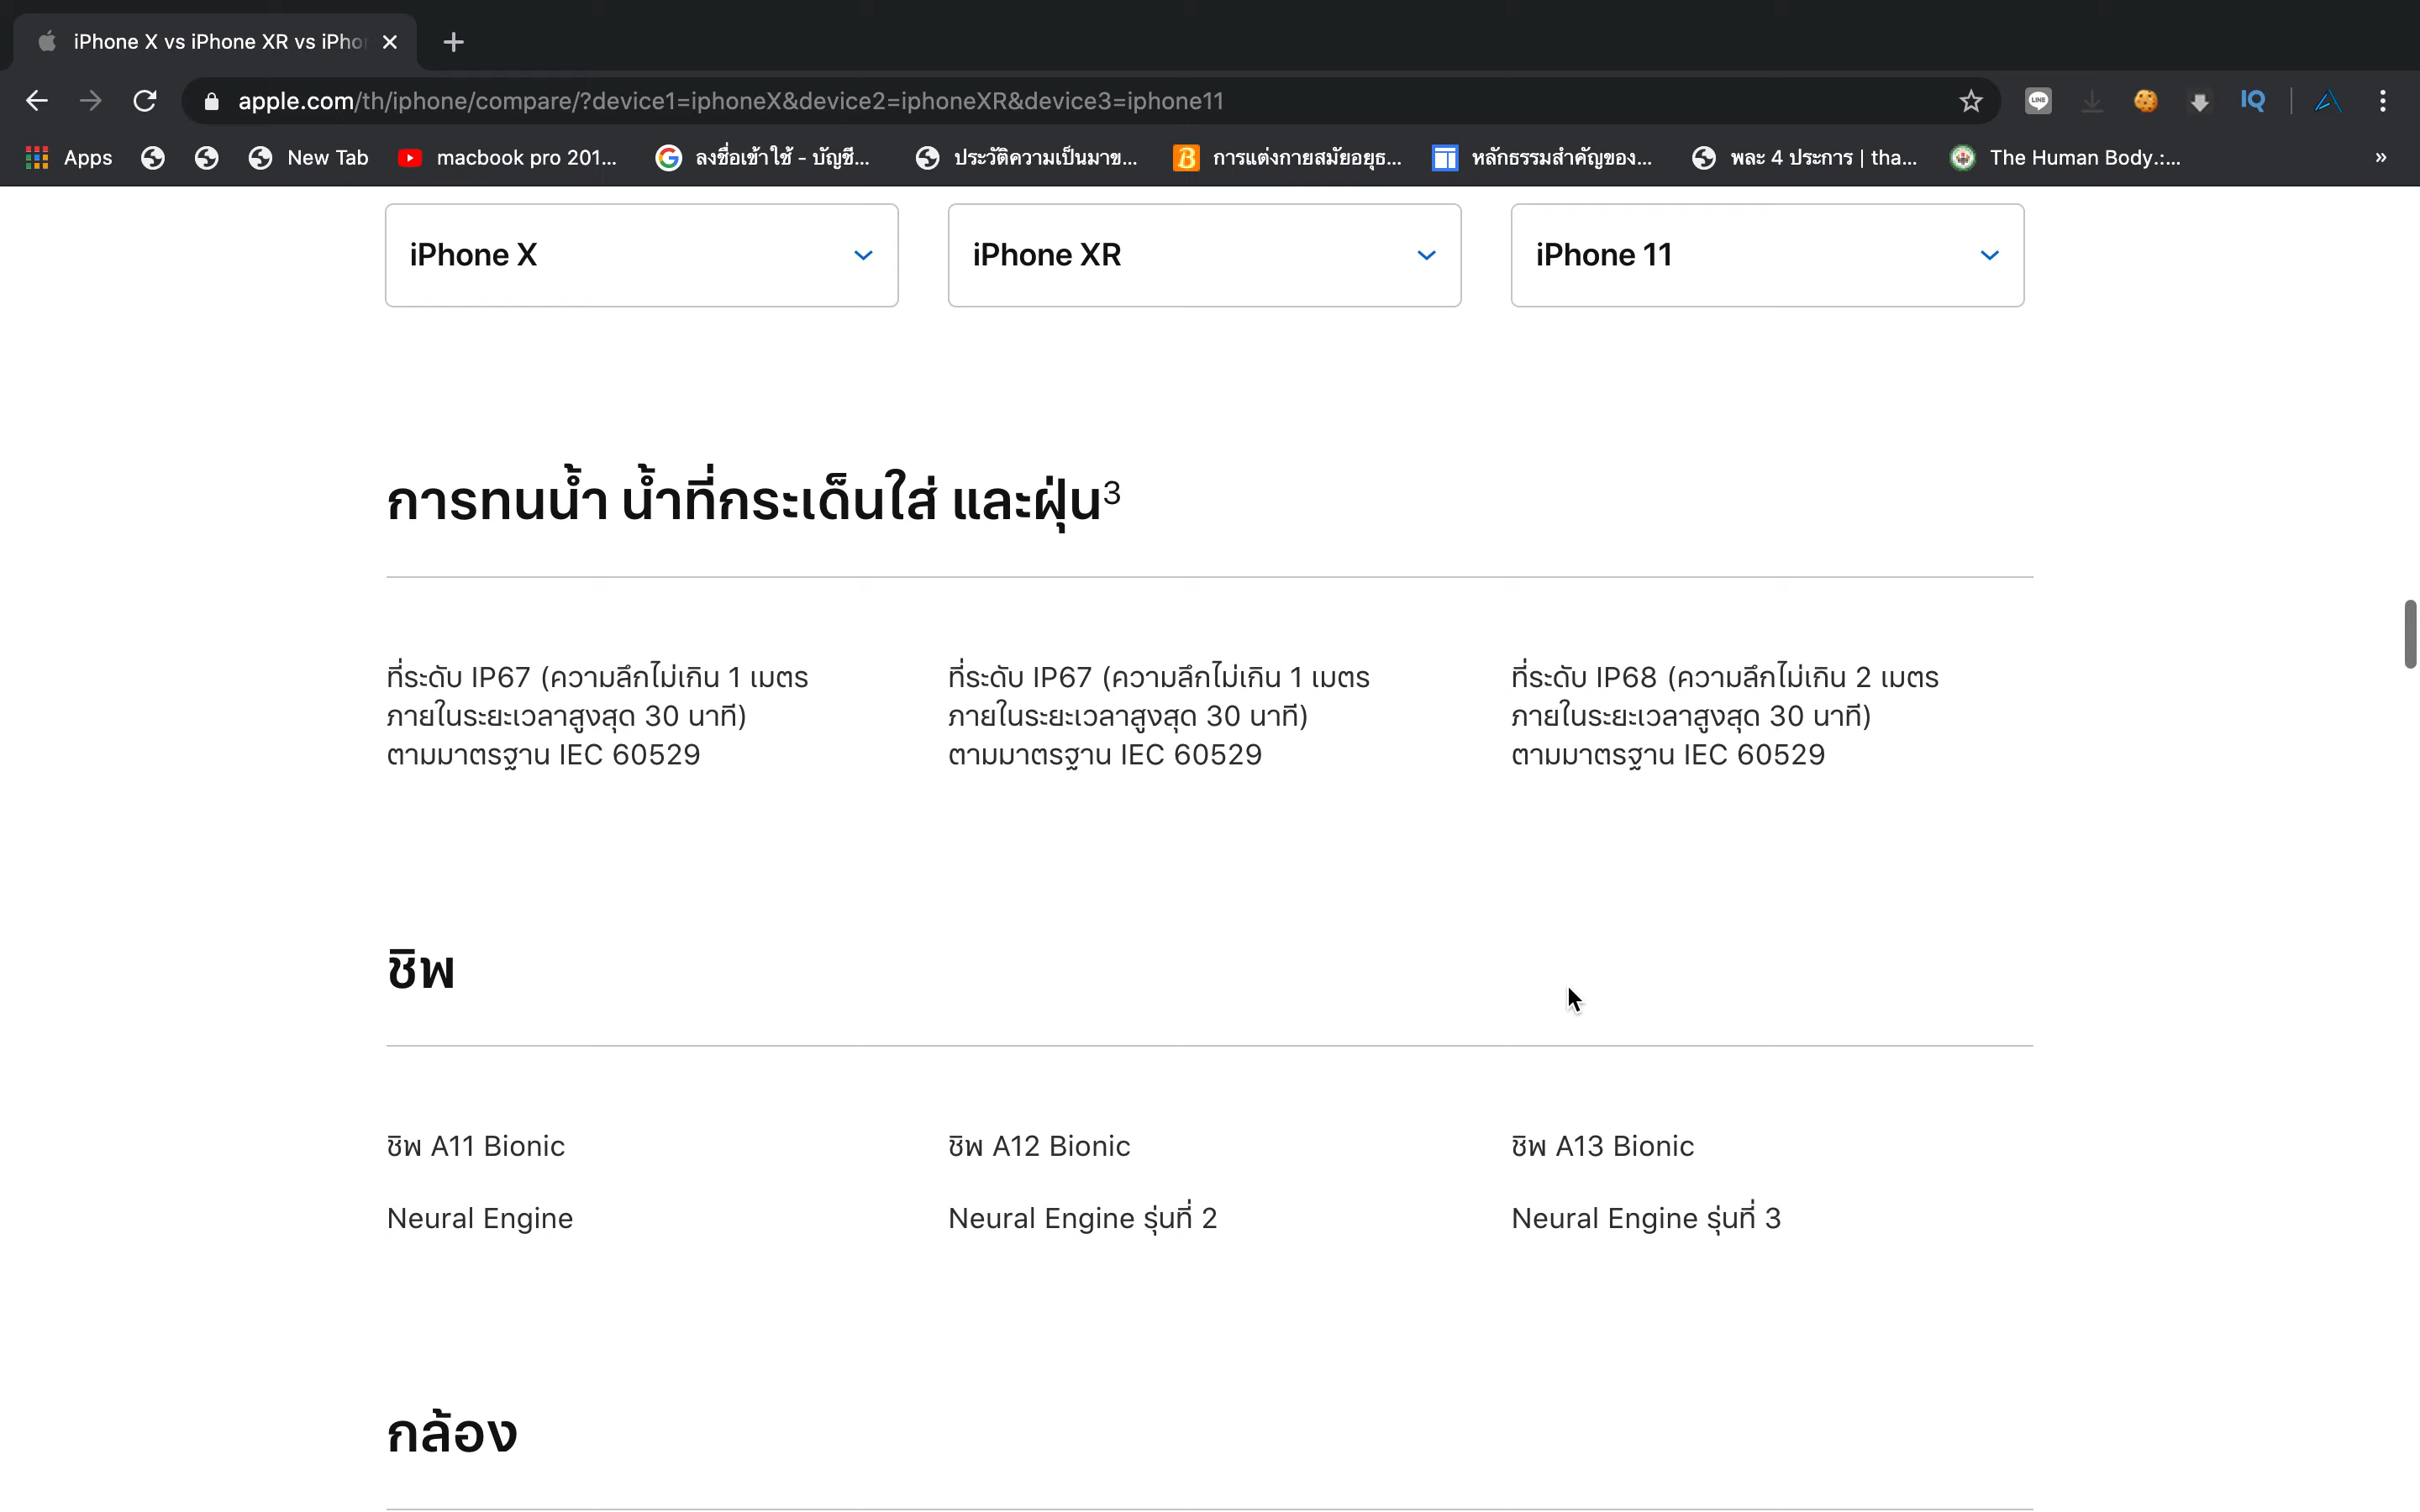 iPhone X vs iPhone XR vs iPho
apple.com/th/iphone/compare/?device1=iphoneX&device2=iphoneXR&device3=iphone11
LINE
IQ
Apps
New Tab
macbook pro 201...
ลงชื่อเข้าใช้ - บัญชี...
ประวัติความเป็นมาข...
การแต่งกายสมัยอยุธ...
หลักธรรมสำคัญของ...
พละ 4 ประการ | tha...
The Human Body.:...
»
iPhone X
iPhone XR
iPhone 11
การทนน้ำ น้ำที่กระเด็นใส่ และฝุ่น³
ที่ระดับ IP67 (ความลึกไม่เกิน 1 เมตร
ภายในระยะเวลาสูงสุด 30 นาที)
ตามมาตรฐาน IEC 60529
ที่ระดับ IP67 (ความลึกไม่เกิน 1 เมตร
ภายในระยะเวลาสูงสุด 30 นาที)
ตามมาตรฐาน IEC 60529
ที่ระดับ IP68 (ความลึกไม่เกิน 2 เมตร
ภายในระยะเวลาสูงสุด 30 นาที)
ตามมาตรฐาน IEC 60529
ชิพ
ชิพ A11 Bionic
ชิพ A12 Bionic
ชิพ A13 Bionic
Neural Engine
Neural Engine รุ่นที่ 2
Neural Engine รุ่นที่ 3
กล้อง